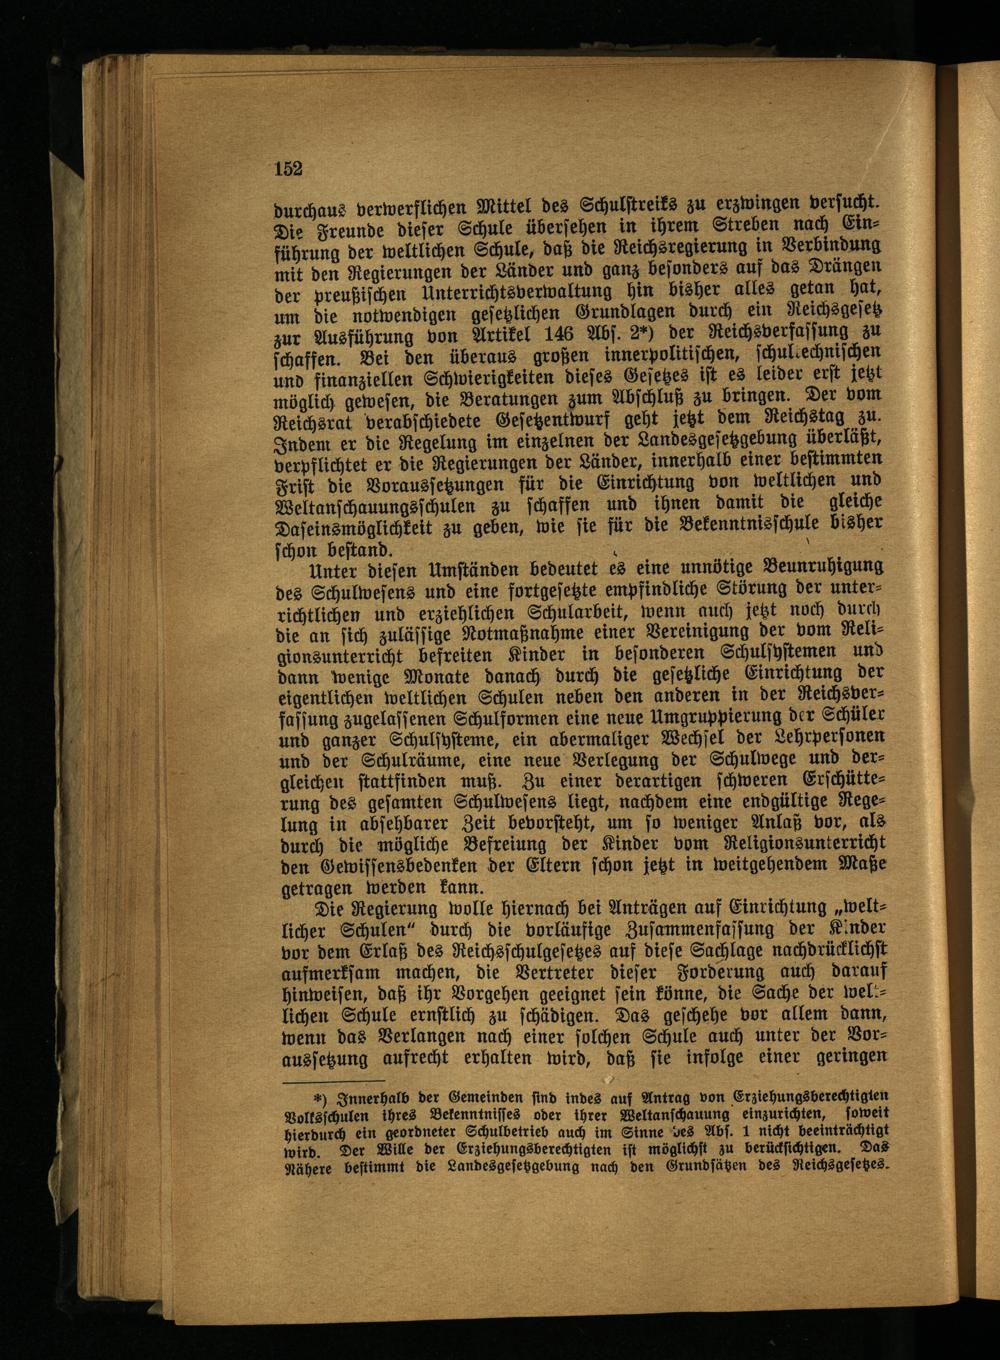 152
durchaus verwerflichen Mittel des Schulstreiks zu erzwingen versucht.
Die Freunde dieser Schule übersehen in ihrem Streben nach Ein=
führung der weltlichen Schule, daß die Reichsregierung in Verbindung
mit den Regierungen der Länder und ganz besonders auf das Drängen
der preußischen Unterrichtsverwaltung hin bisher alles getan hat,
um die notwendigen gesetzlichen Grundlagen durch ein Reichsgesetz
zur Ausführung von Artikel 146 Abs. 2*) der Reichsverfassung zu
schaffen. Bei den überaus großen innerpolitischen, schultechnischen
und finanziellen Schwierigkeiten dieses Gesetzes ist es leider erst jetzt
möglich gewesen, die Beratungen zum Abschluß zu bringen. Der vom
Reichsrat verabschiedete Gesetzentwurf geht jetzt dem Reichstag zu.
Indem er die Regelung im einzelnen der Landesgesetzgebung überläßt,
verpflichtet er die Regierungen der Länder, innerhalb einer bestimmten
Frist die Voraussetzungen für die Einrichtung von weltlichen und
Weltanschauungsschulen zu schaffen und ihnen damit die gleiche
Daseinsmöglichkeit zu geben, wie sie für die Bekenntnisschule bisher
schon bestand.
Unter diesen Umständen bedeutet es eine unnötige Beunruhigung
des Schulwesens und eine fortgesetzte empfindliche Störung der unter=
richtlichen und erziehlichen Schularbeit, wenn auch jetzt noch durch
die an sich zulässige Notmaßnahme einer Vereinigung der vom Reli=
gionsunterricht befreiten Kinder in besonderen Schulsystemen und
dann wenige Monate danach durch die gesetzliche Einrichtung der
eigentlichen weltlichen Schulen neben den anderen in der Reichsver=
fassung zugelassenen Schulformen eine neue Umgruppierung der Schüler
und ganzer Schulsysteme, ein abermaliger Wechsel der Lehrpersonen
und der Schulräume, eine neue Verlegung der Schulwege und der=
gleichen stattfinden muß. Zu einer derartigen schweren Erschütte=
rung des gesamten Schulwesens liegt, nachdem eine endgültige Rege=
lung in absehbarer Zeit bevorsteht, um so weniger Anlaß vor, als
durch die mögliche Befreiung der Kinder vom Religionsunterricht
den Gewissensbedenken der Eltern schon jetzt in weitgehendem Maße
getragen werden kann.
Die Regierung wolle hiernach bei Anträgen auf Einrichtung „welt=
licher Schulen“ durch die vorläufige Zusammenfassung der Kinder
vor dem Erlaß des Reichsschulgesetzes auf diese Sachlage nachdrücklichst
aufmerksam machen, die Vertreter dieser Forderung auch darauf
hinweisen, daß ihr Vorgehen geeignet sein könne, die Sache der welt=
lichen Schule ernstlich zu schädigen. Das geschehe vor allem dann,
wenn das Verlangen nach einer solchen Schule auch unter der Vor=
aussetzung aufrecht erhalten wird, daß sie infolge einer geringen
*) Innerhalb der Gemeinden sind indes auf Antrag von Erziehungsberechtigten
Volksschulen ihres Bekenntnisses oder ihrer Weltanschauung einzurichten, soweit
hierdurch ein geordneter Schulbetrieb auch im Sinne des Abs. 1 nicht beeinträchtigt
wird. Der Wille der Erziehungsberechtigten ist möglichst zu berücksichtigen. Das
Nähere bestimmt die Landesgesetzgebung nach den Grundsätzen des Reichsgesetzes.